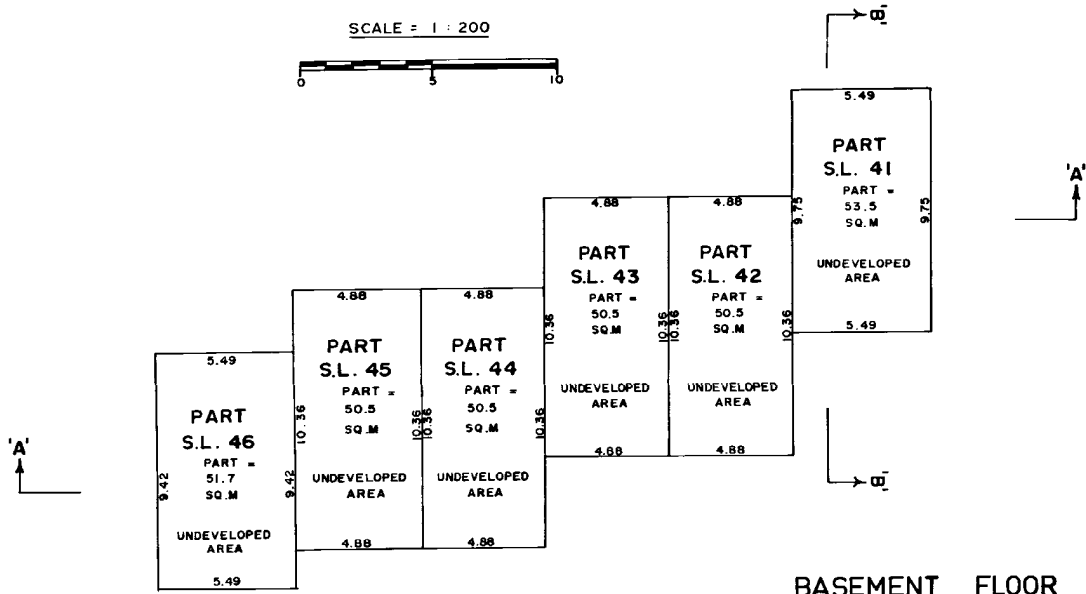 SCALE = 1 : 200
0 5 10
'B'
5.49
PART
S.L. 41
PART =
53.5
SQ.M
9.75
9.75
UNDEVELOPED
AREA
5.49
'A'
4.88
PART
S.L. 43
PART =
50.5
SQ.M
10.36
10.36
UNDEVELOPED
AREA
4.88
4.88
PART
S.L. 42
PART =
50.5
SQ.M
10.36
10.36
UNDEVELOPED
AREA
4.88
4.88
PART
S.L. 45
PART =
50.5
SQ.M
10.36
10.36
UNDEVELOPED
AREA
4.88
4.88
PART
S.L. 44
PART =
50.5
SQ.M
10.36
10.36
UNDEVELOPED
AREA
4.88
5.49
PART
S.L. 46
PART =
51.7
SQ.M
9.42
9.42
UNDEVELOPED
AREA
5.49
'A'
'B'
BASEMENT FLOOR